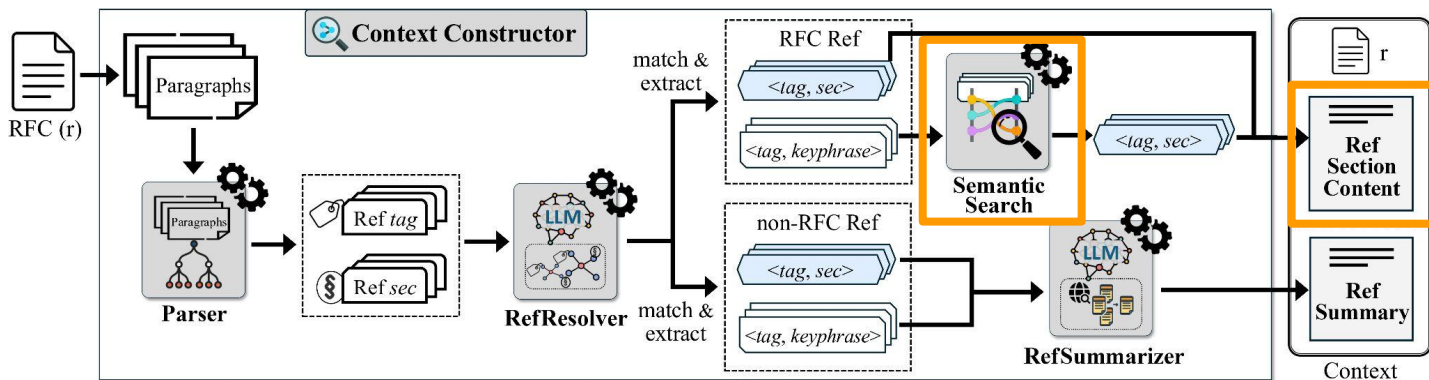 Context Constructor
RFC (r)
Paragraphs
Paragraphs
Parser
Ref tag
§
Ref sec
LLM
§
§
RefResolver
match &
extract
match &
extract
RFC Ref
<tag, sec>
<tag, keyphrase>
Semantic
Search
<tag, sec>
non-RFC Ref
<tag, sec>
<tag, keyphrase>
LLM
RefSummarizer
r
Ref
Section
Content
Ref
Summary
Context